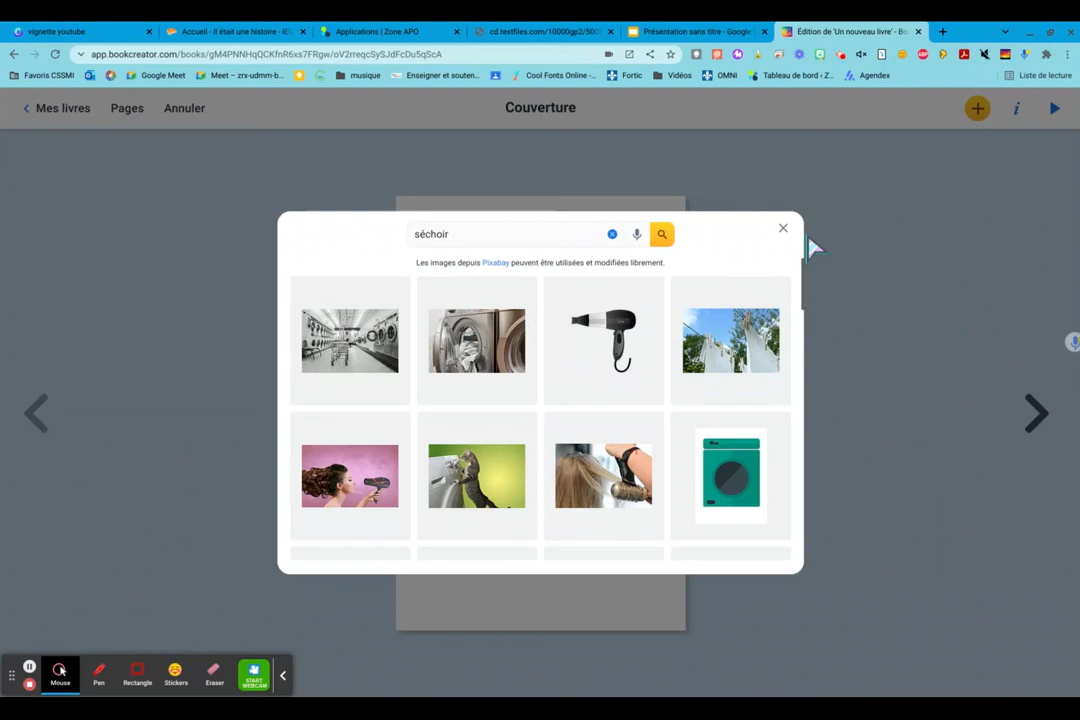 vignette youtube
Accueil - Il était une histoire - IEU
Applications | Zone APO
cd.textfiles.com/10000gp2/500
Présentation sans titre - Google
Édition de 'Un nouveau livre' - Bo
app.bookcreator.com/books/gM4PNNHqQCKfnR6xs7FRgw/oV2rreqcSySJdFcDu5qScA
Favoris CSSMI
Google Meet
Meet – zrx-udmm-b...
musique
Enseigner et souten...
Cool Fonts Online -...
Fortic
Vidéos
OMNI
Tableau de bord ‹ Z...
Agendex
Liste de lecture
Mes livres
Pages
Annuler
Couverture
séchoir
Les images depuis Pixabay peuvent être utilisées et modifiées librement.
Mouse
Pen
Rectangle
Stickers
Eraser
START
WEBCAM